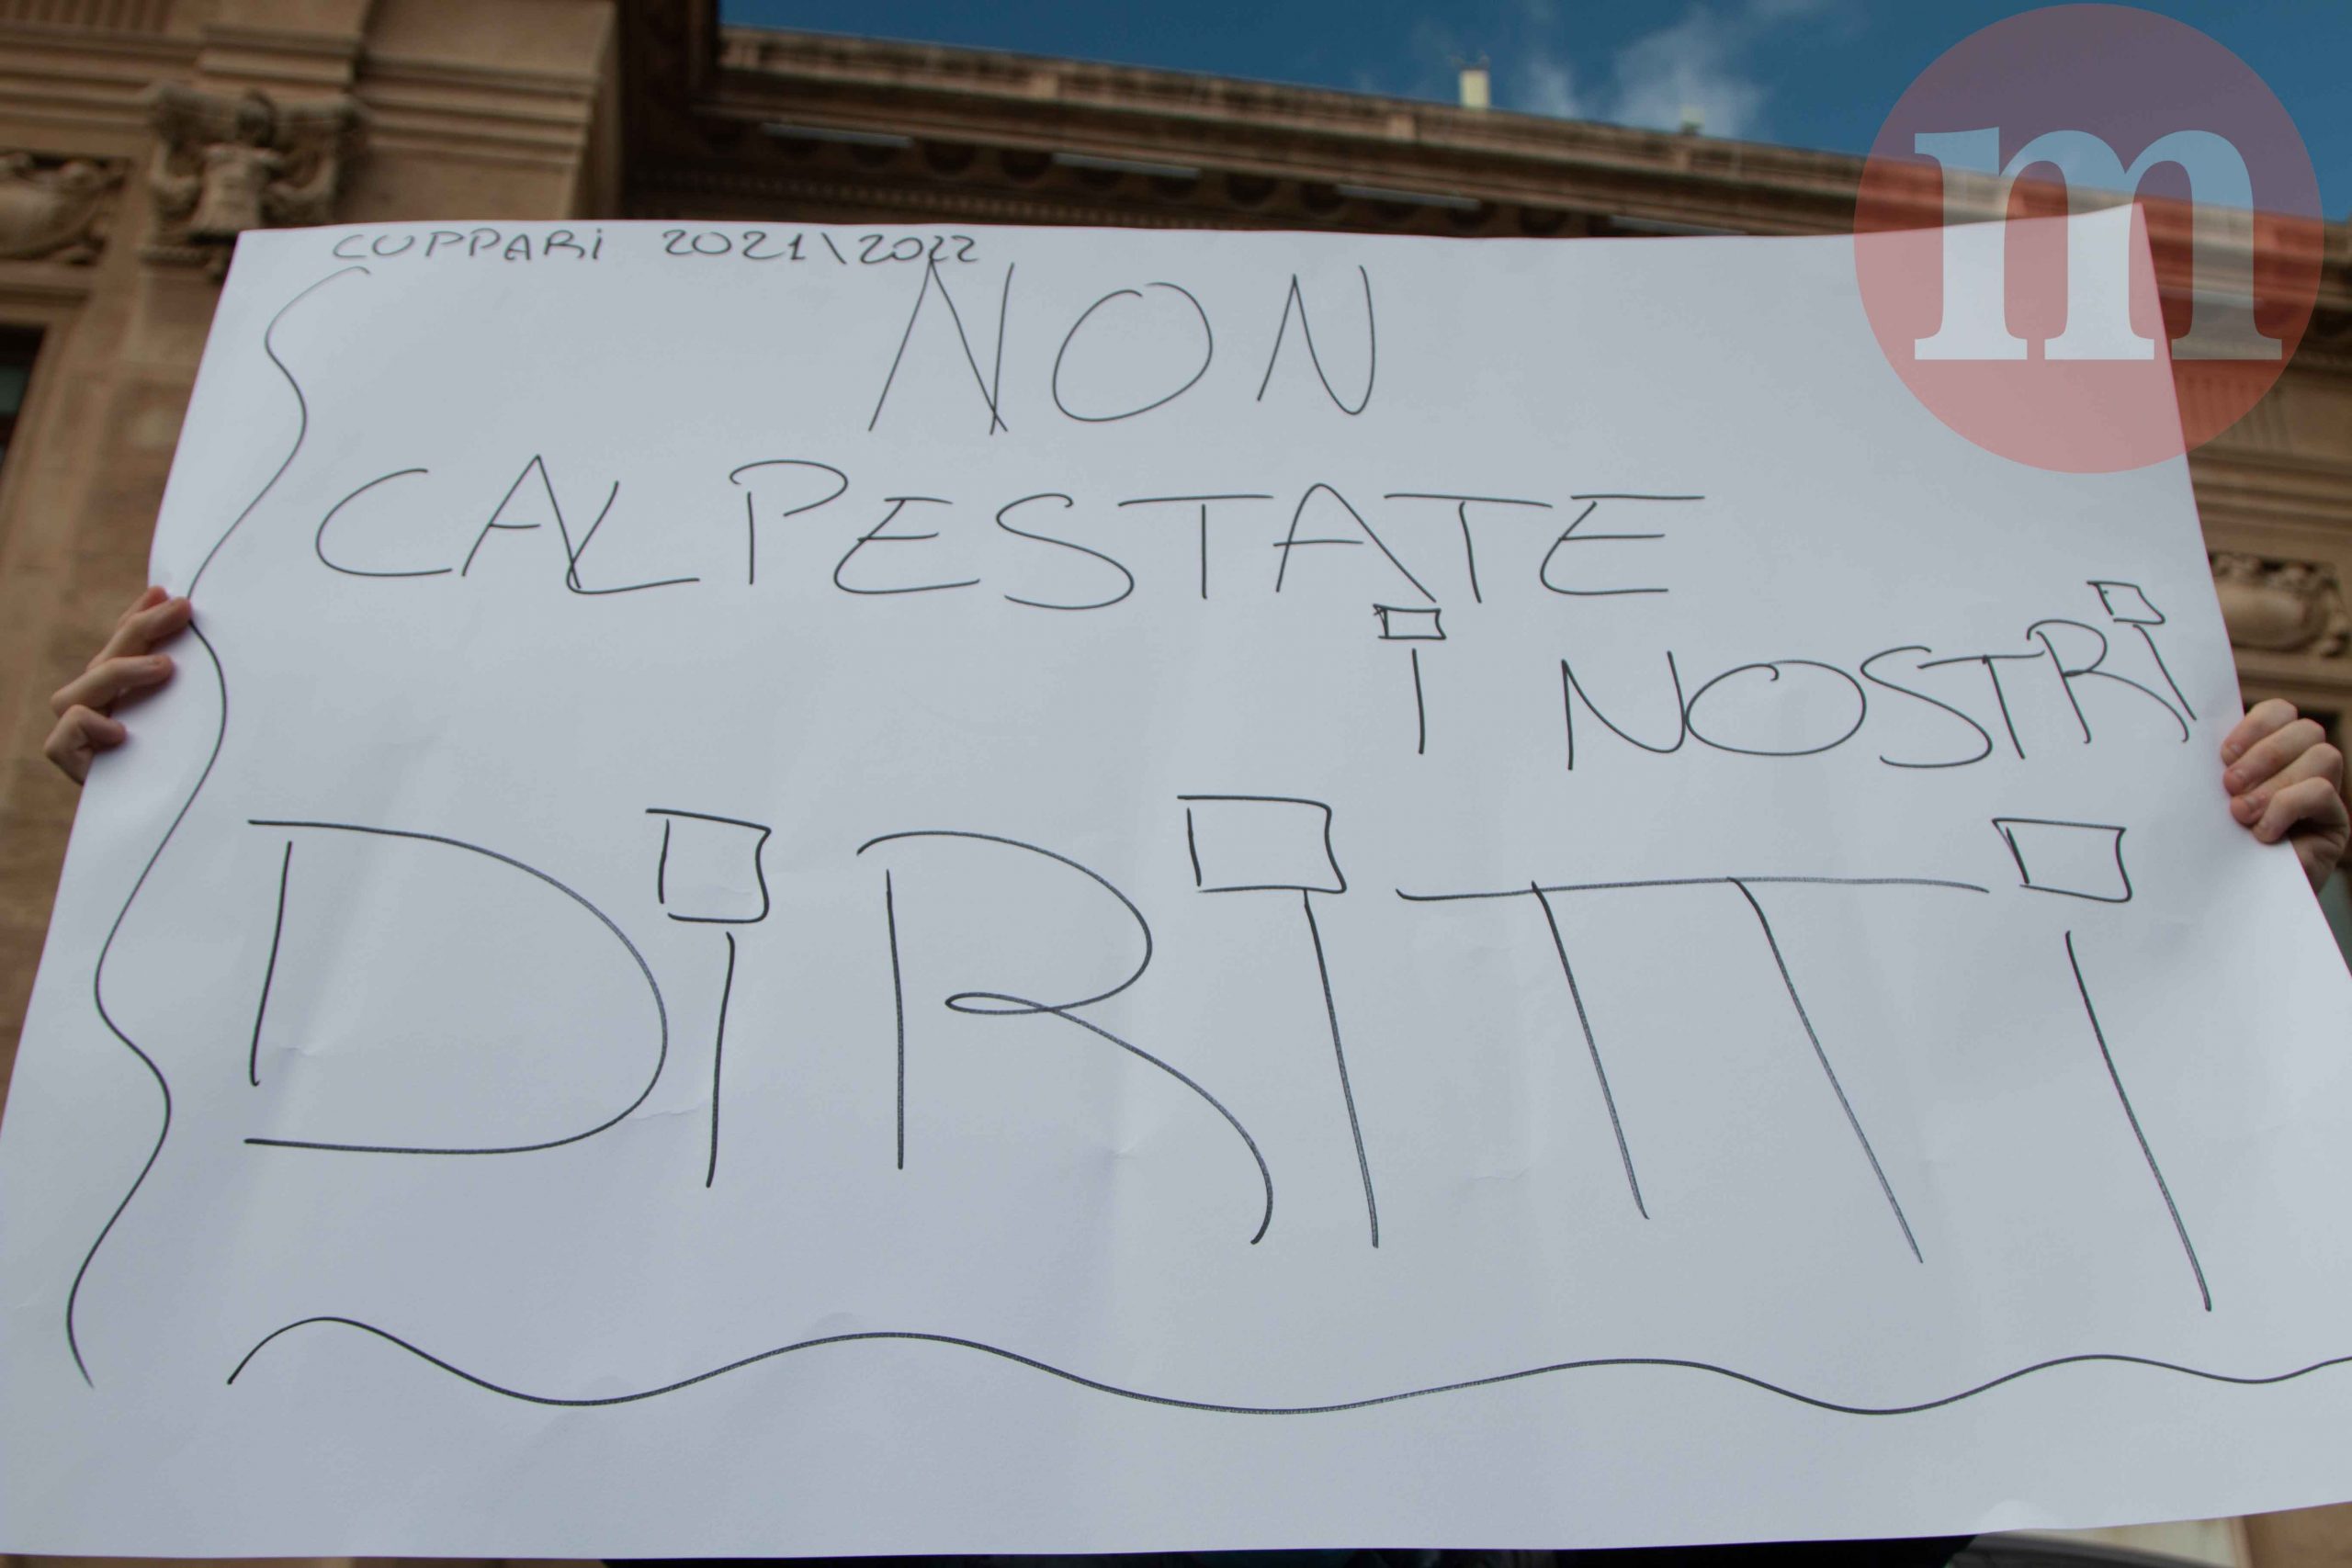 CUPPARi 2021\2022
NON
CALPESTATE
i NOSTRi
DiRiTTi
m